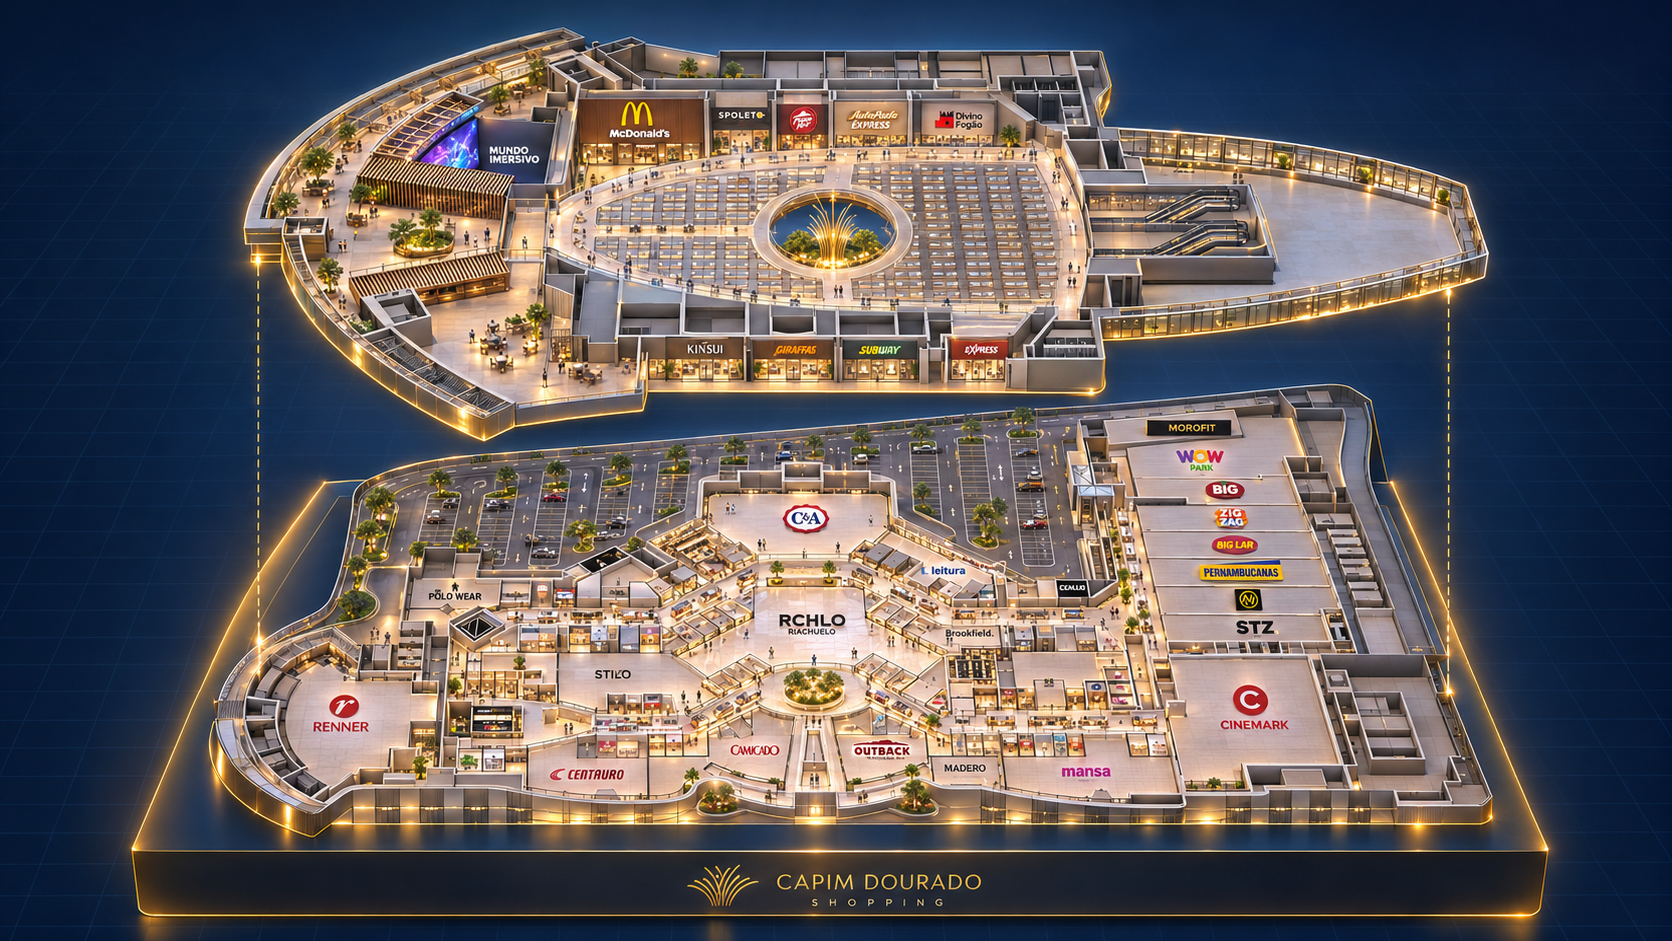 McDonald's
SPOLETO
Pizza Hut
Divino
Fogão
EXPRESS
MUNDO
IMERSIVO
KINSUI
GIRAFFAS
SUBWAY
EXPRESS
MOROFIT
WOW
PARK
BIG
ZIG
ZAG
BIG LAR
PERNAMBUCANAS
STZ
C&A
leitura
POLO WEAR
RCHLO
RIACHUELO
Brookfield.
RENNER
CINEMARK
CAMICADO
OUTBACK
CENTAURO
MADERO
mansa
CAPIM DOURADO
SHOPPING